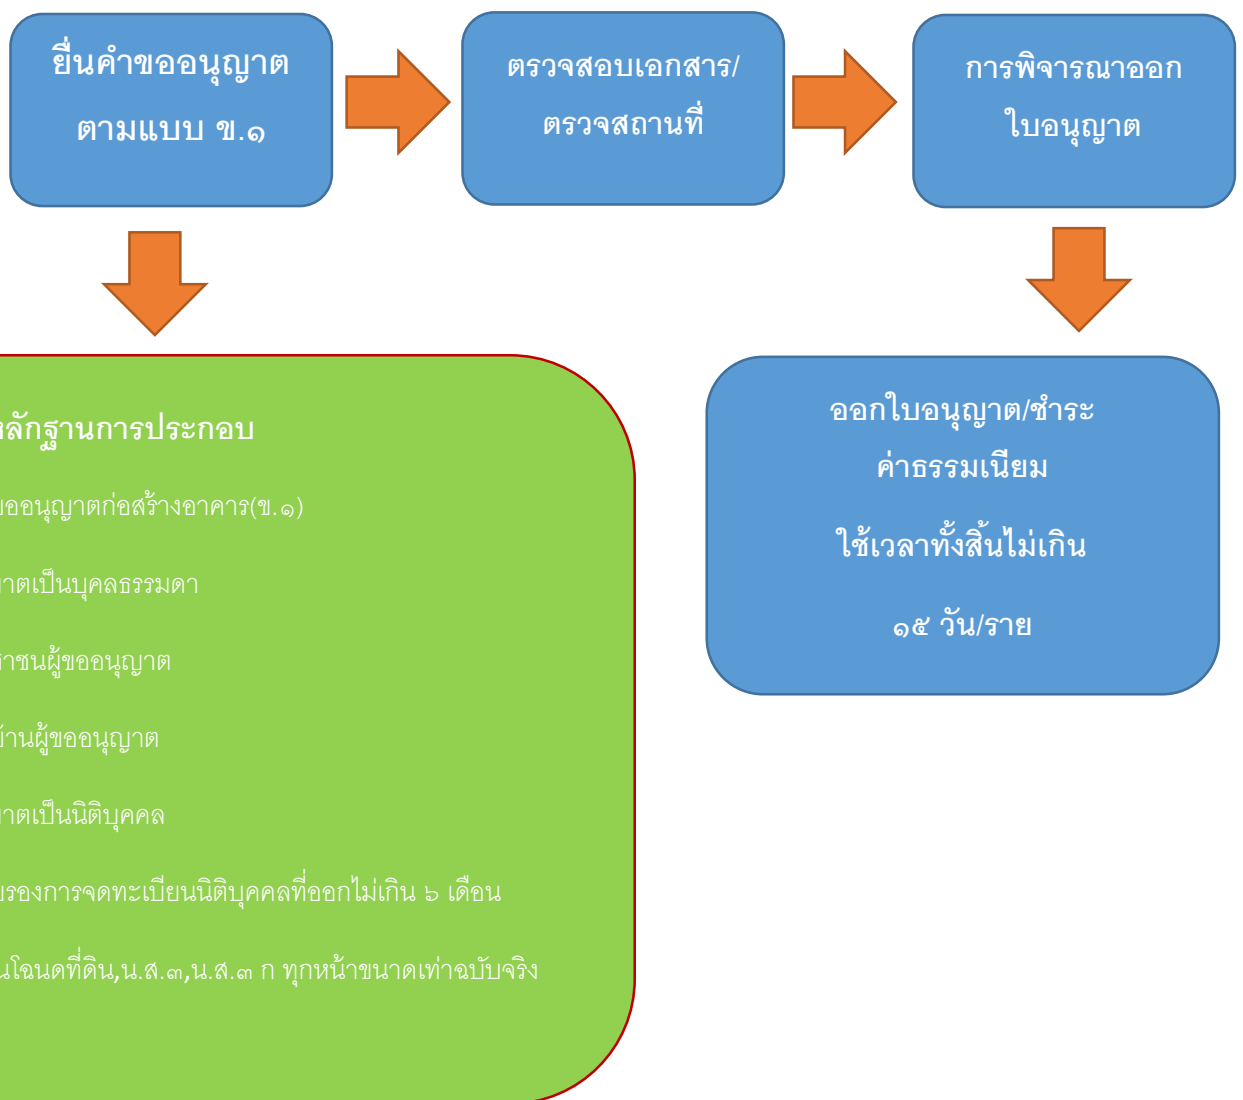 ยื่นคำขออนุญาต
ตามแบบ ข.๑
ตรวจสอบเอกสาร/
ตรวจสถานที่
การพิจารณาออก
ใบอนุญาต
หลักฐานการประกอบ
ขออนุญาตก่อสร้างอาคาร(ข.๑)
าตเป็นบุคลธรรมดา
าชนผู้ขออนุญาต
บ้านผู้ขออนุญาต
าตเป็นนิติบุคคล
บรองการจดทะเบียนนิติบุคคลที่ออกไม่เกิน ๖ เดือน
นโฉนดที่ดิน,น.ส.๓,น.ส.๓ ก ทุกหน้าขนาดเท่าฉบับจริง
ออกใบอนุญาต/ชำระ
ค่าธรรมเนียม
ใช้เวลาทั้งสิ้นไม่เกิน
๑๕ วัน/ราย